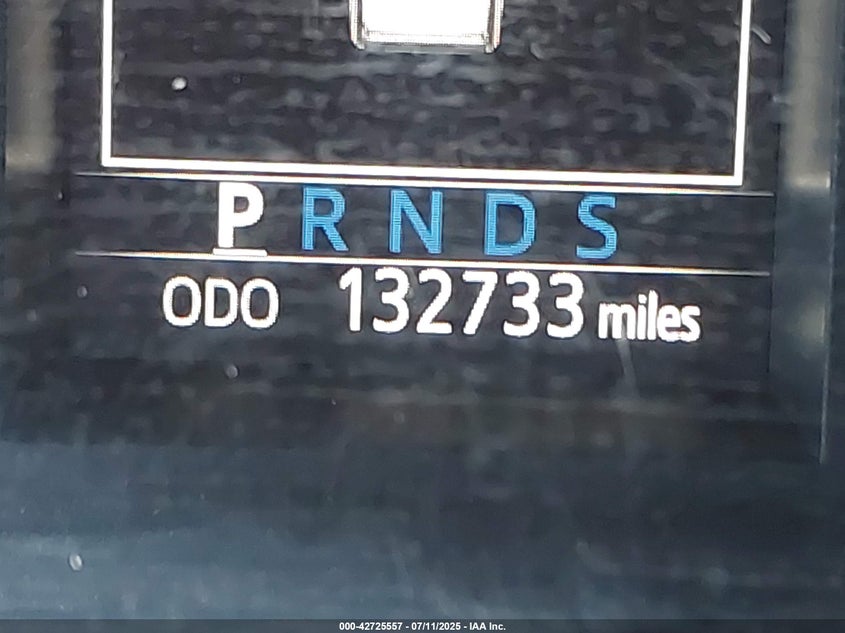 P R N D S
ODO 132733 miles
000-42725557 - 07/11/2025 - IAA Inc.